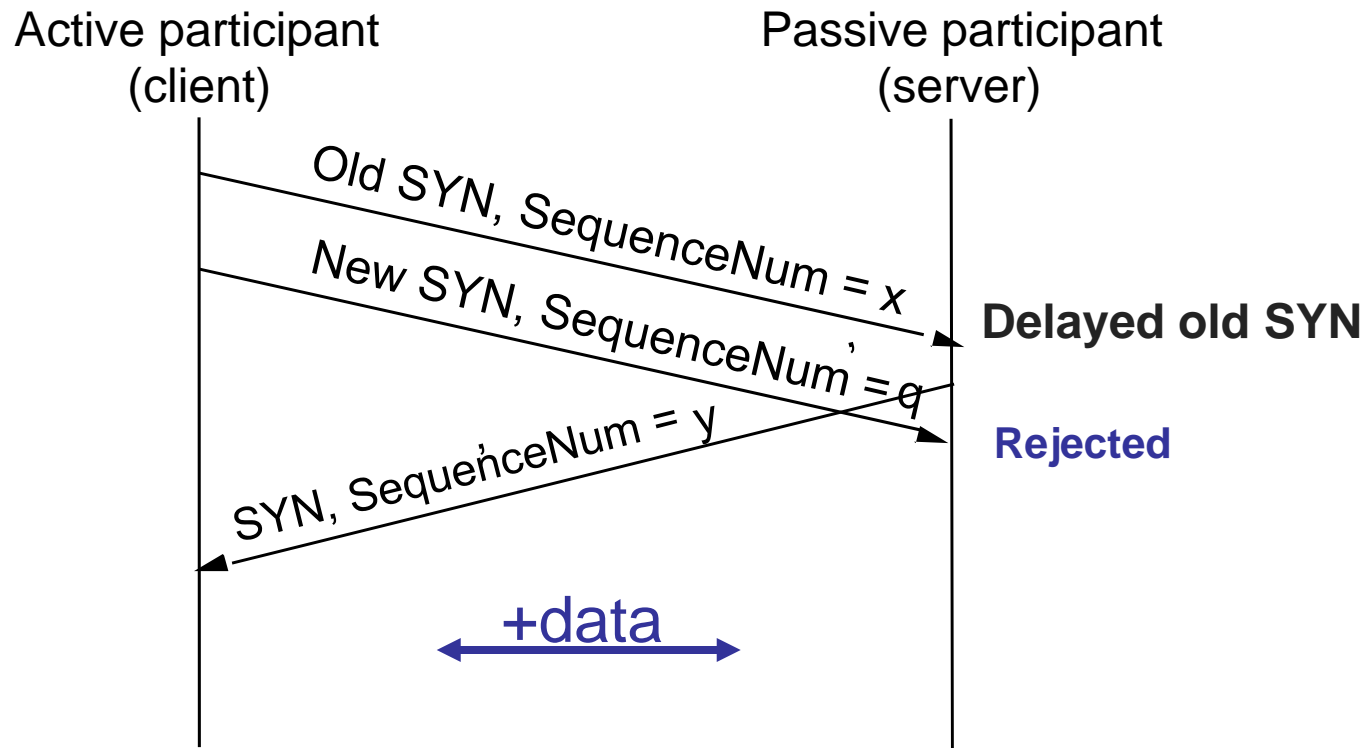 Active participant
(client)
Passive participant
(server)
Old SYN, SequenceNum = x
New SYN, SequenceNum = q
,
Delayed old SYN
Rejected
SYN, SequenceNum = y
,
+data